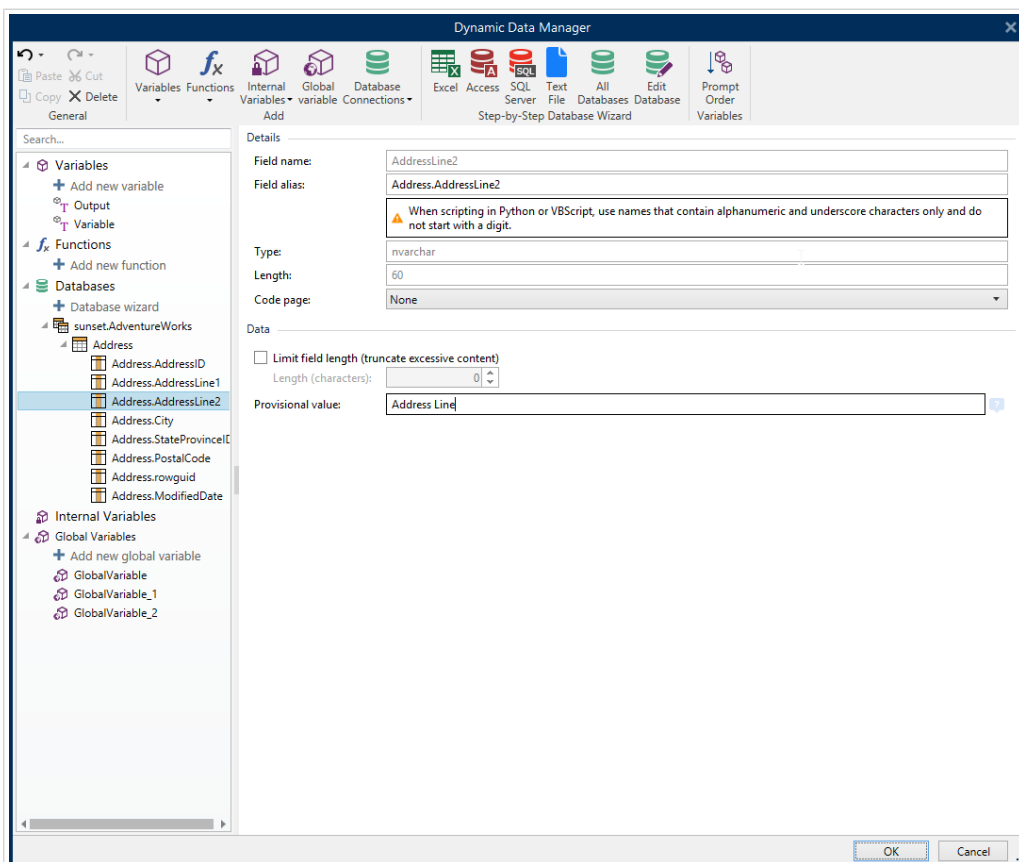 Dynamic Data Manager
Paste Cut
Copy Delete
General
Variables Functions
Internal Variables Global variable Database Connections
Add
Excel Access SQL Server Text File All Databases Edit Database
Step-by-Step Database Wizard
Prompt Order
Variables
Search...
Variables
Add new variable
Output
Variable
Functions
Add new function
Databases
Database wizard
sunset.AdventureWorks
Address
Address.AddressID
Address.AddressLine1
Address.AddressLine2
Address.City
Address.StateProvinceID
Address.PostalCode
Address.rowguid
Address.ModifiedDate
Internal Variables
Global Variables
Add new global variable
GlobalVariable
GlobalVariable_1
GlobalVariable_2
Details
Field name: AddressLine2
Field alias: Address.AddressLine2
When scripting in Python or VBScript, use names that contain alphanumeric and underscore characters only and do
not start with a digit.
Type: nvarchar
Length: 60
Code page: None
Data
Limit field length (truncate excessive content)
Length (characters): 0
Provisional value: Address Line
?
OK Cancel